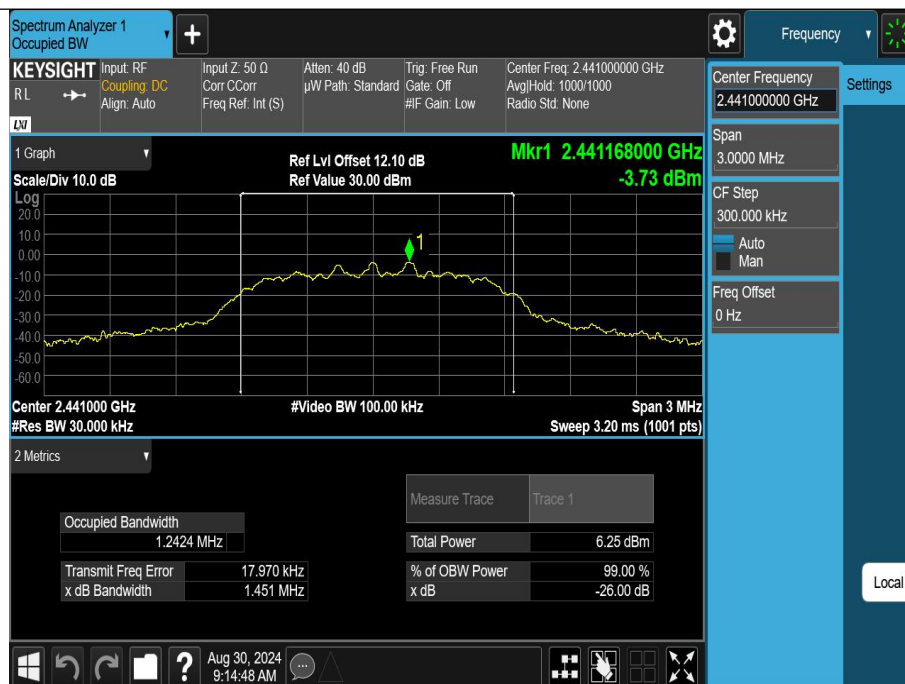 Spectrum Analyzer 1
Occupied BW
Frequency
KEYSIGHT
RL
LXI
Input: RF
Coupling: DC
Align: Auto
Input Z: 50 Ω
Corr CCorr
Freq Ref: Int (S)
Atten: 40 dB
µW Path: Standard
Trig: Free Run
Gate: Off
#IF Gain: Low
Center Freq: 2.441000000 GHz
Avg|Hold: 1000/1000
Radio Std: None
Center Frequency
2.441000000 GHz
Settings
Span
3.0000 MHz
CF Step
300.000 kHz
Auto
Man
Freq Offset
0 Hz
Local
1 Graph
Scale/Div 10.0 dB
Ref Lvl Offset 12.10 dB
Ref Value 30.00 dBm
Mkr1 2.441168000 GHz
-3.73 dBm
Log
20.0
10.0
0.00
-10.0
-20.0
-30.0
-40.0
-50.0
-60.0
1
Center 2.441000 GHz
#Res BW 30.000 kHz
#Video BW 100.00 kHz
Span 3 MHz
Sweep 3.20 ms (1001 pts)
2 Metrics
Measure Trace
Trace 1
Occupied Bandwidth
1.2424 MHz
Total Power
6.25 dBm
Transmit Freq Error
17.970 kHz
% of OBW Power
99.00 %
x dB Bandwidth
1.451 MHz
x dB
-26.00 dB
?
Aug 30, 2024
9:14:48 AM